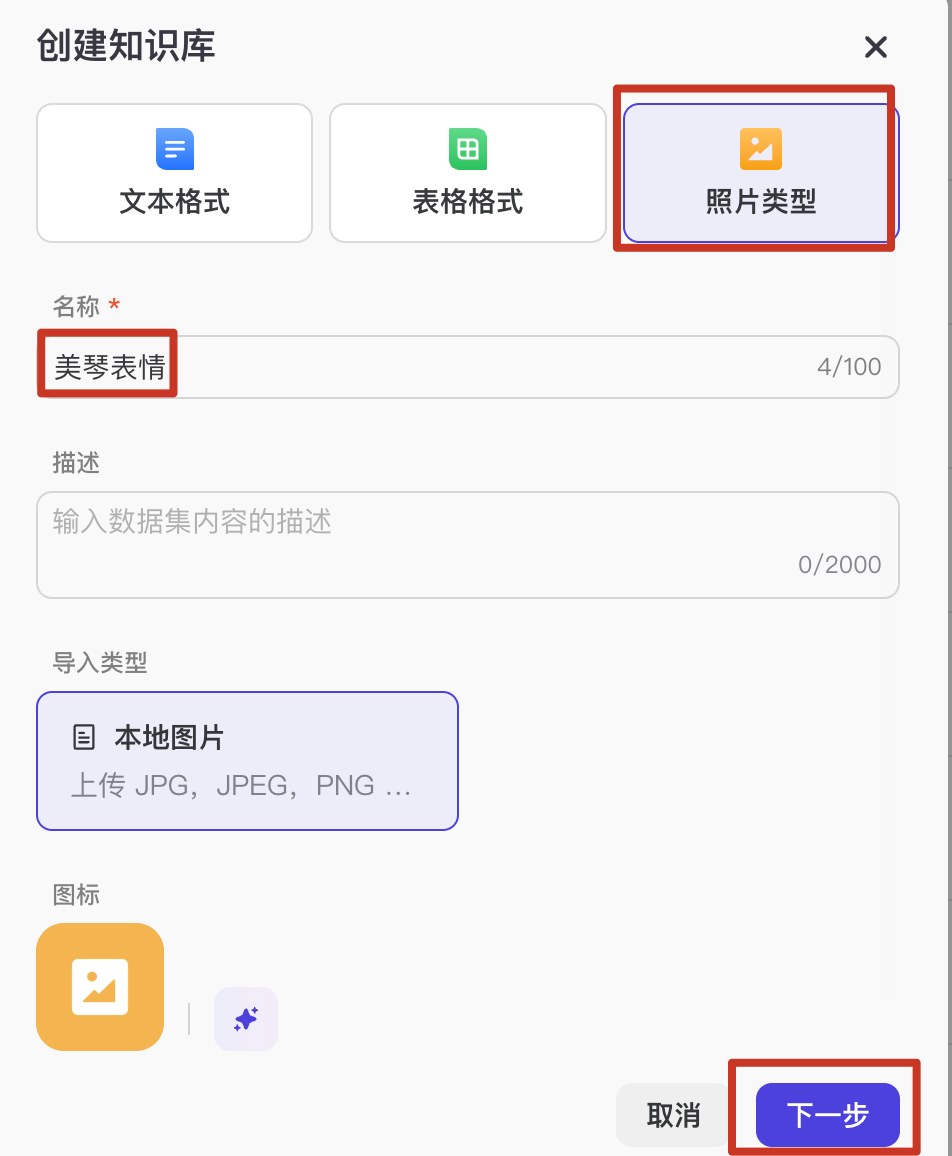 创建知识库
文本格式
表格格式
照片类型
名称 *
美琴表情
4/100
描述
输入数据集内容的描述
0/2000
导入类型
本地图片
上传 JPG，JPEG，PNG ...
图标
取消
下一步